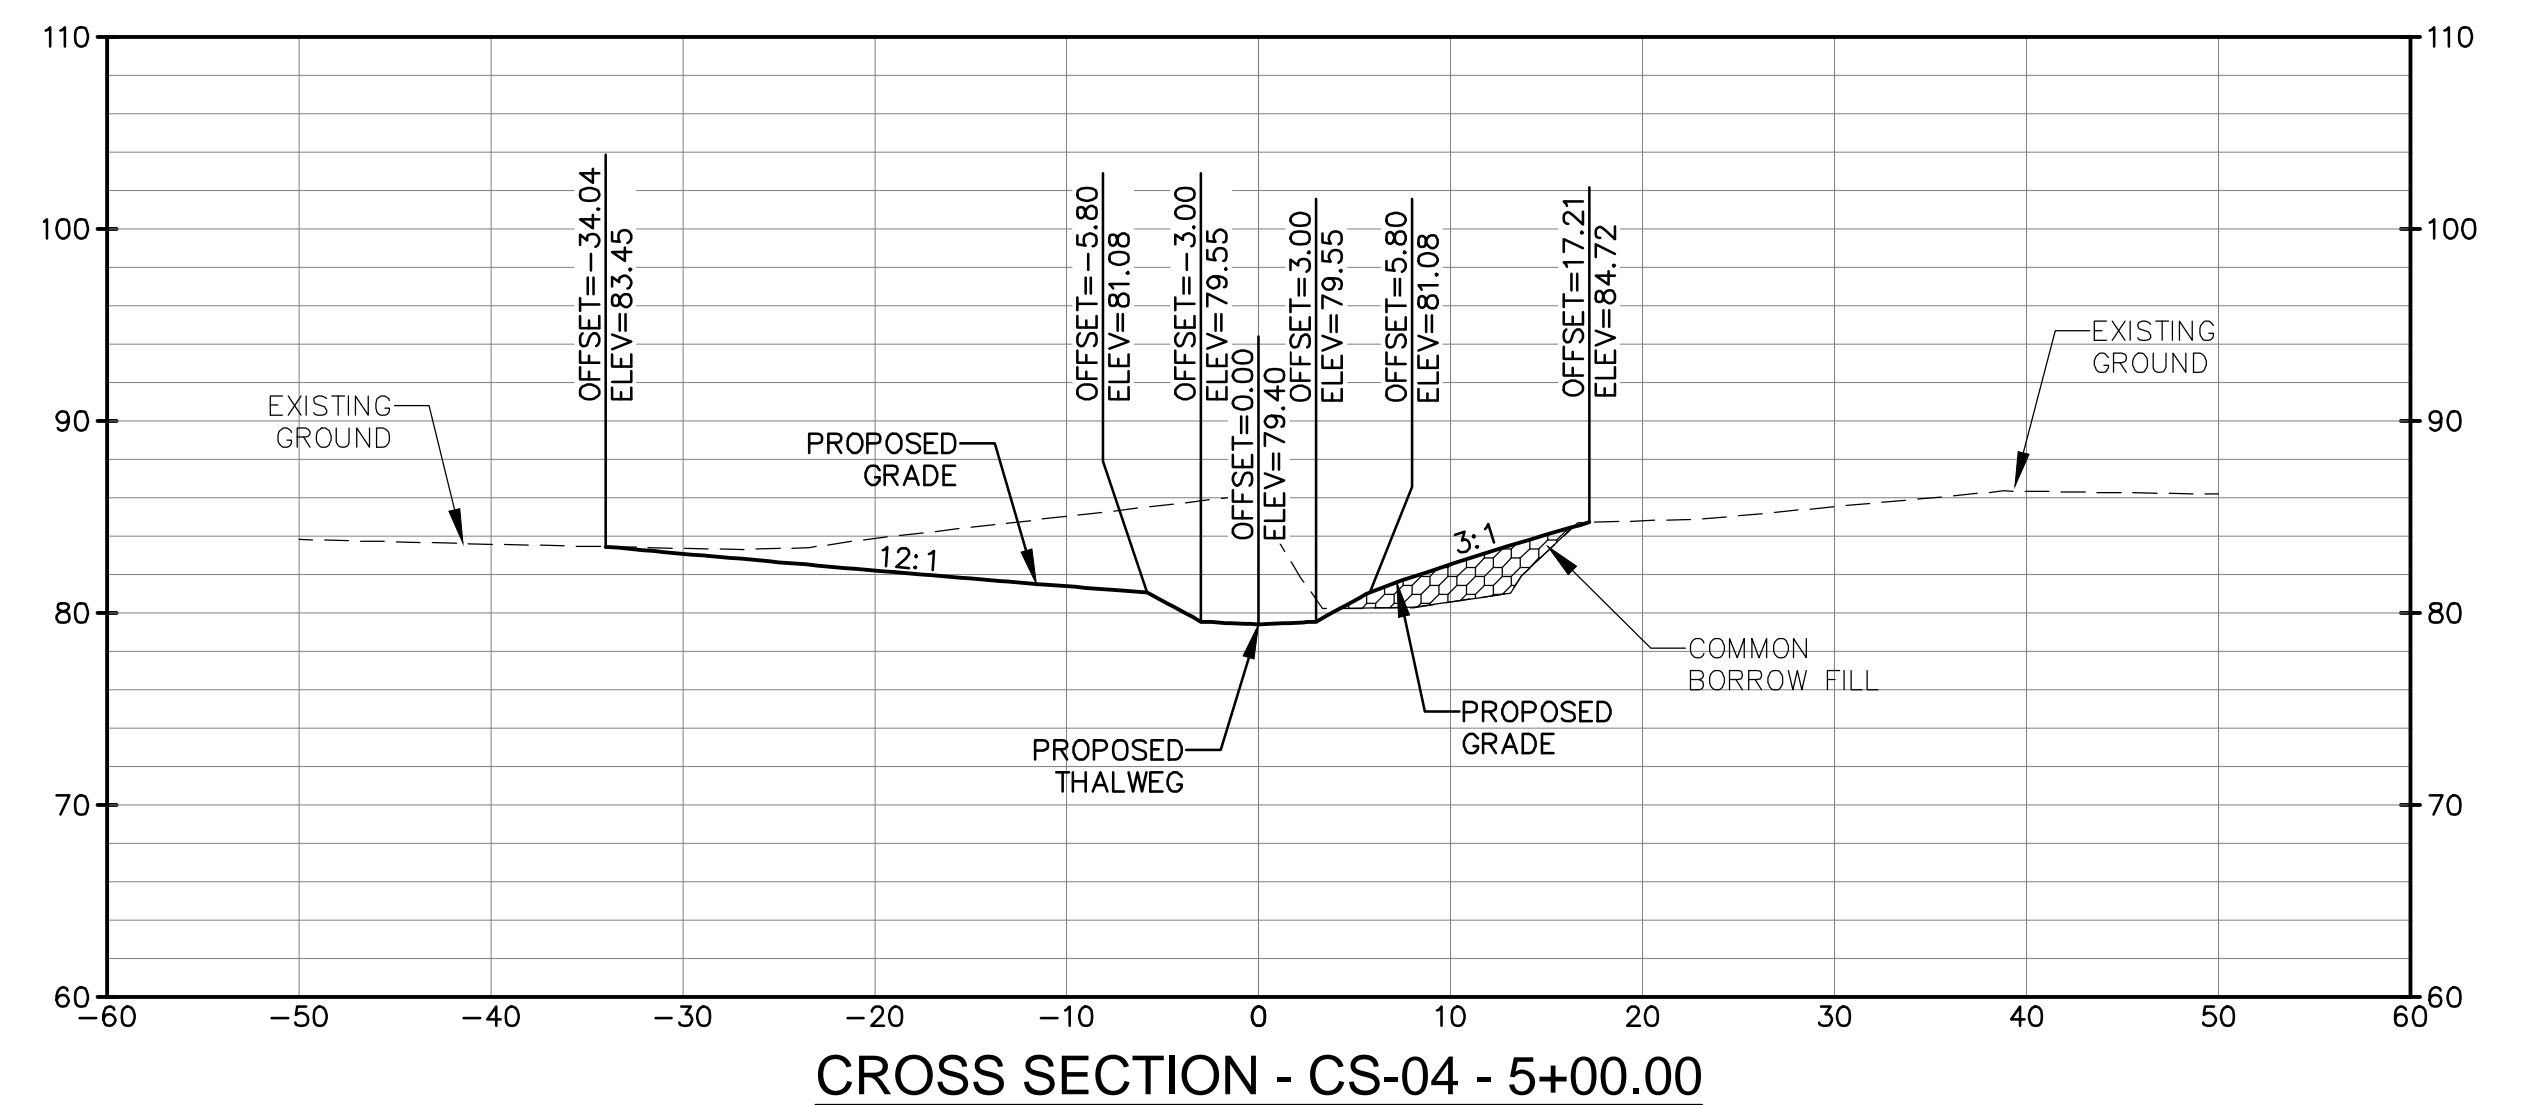 110
110
100
100
90
90
80
80
70
70
60
60
OFFSET=-34.04
ELEV=83.45
OFFSET=-5.80
ELEV=81.08
OFFSET=-3.00
ELEV=79.55
OFFSET=0.00
ELEV=79.40
OFFSET=3.00
ELEV=79.55
OFFSET=5.80
ELEV=81.08
OFFSET=17.21
ELEV=84.72
EXISTING
GROUND
EXISTING
GROUND
PROPOSED
GRADE
12:1
3:1
COMMON
BORROW FILL
PROPOSED
GRADE
PROPOSED
THALWEG
-60 -50 -40 -30 -20 -10 0 10 20 30 40 50 60
CROSS SECTION - CS-04 - 5+00.00